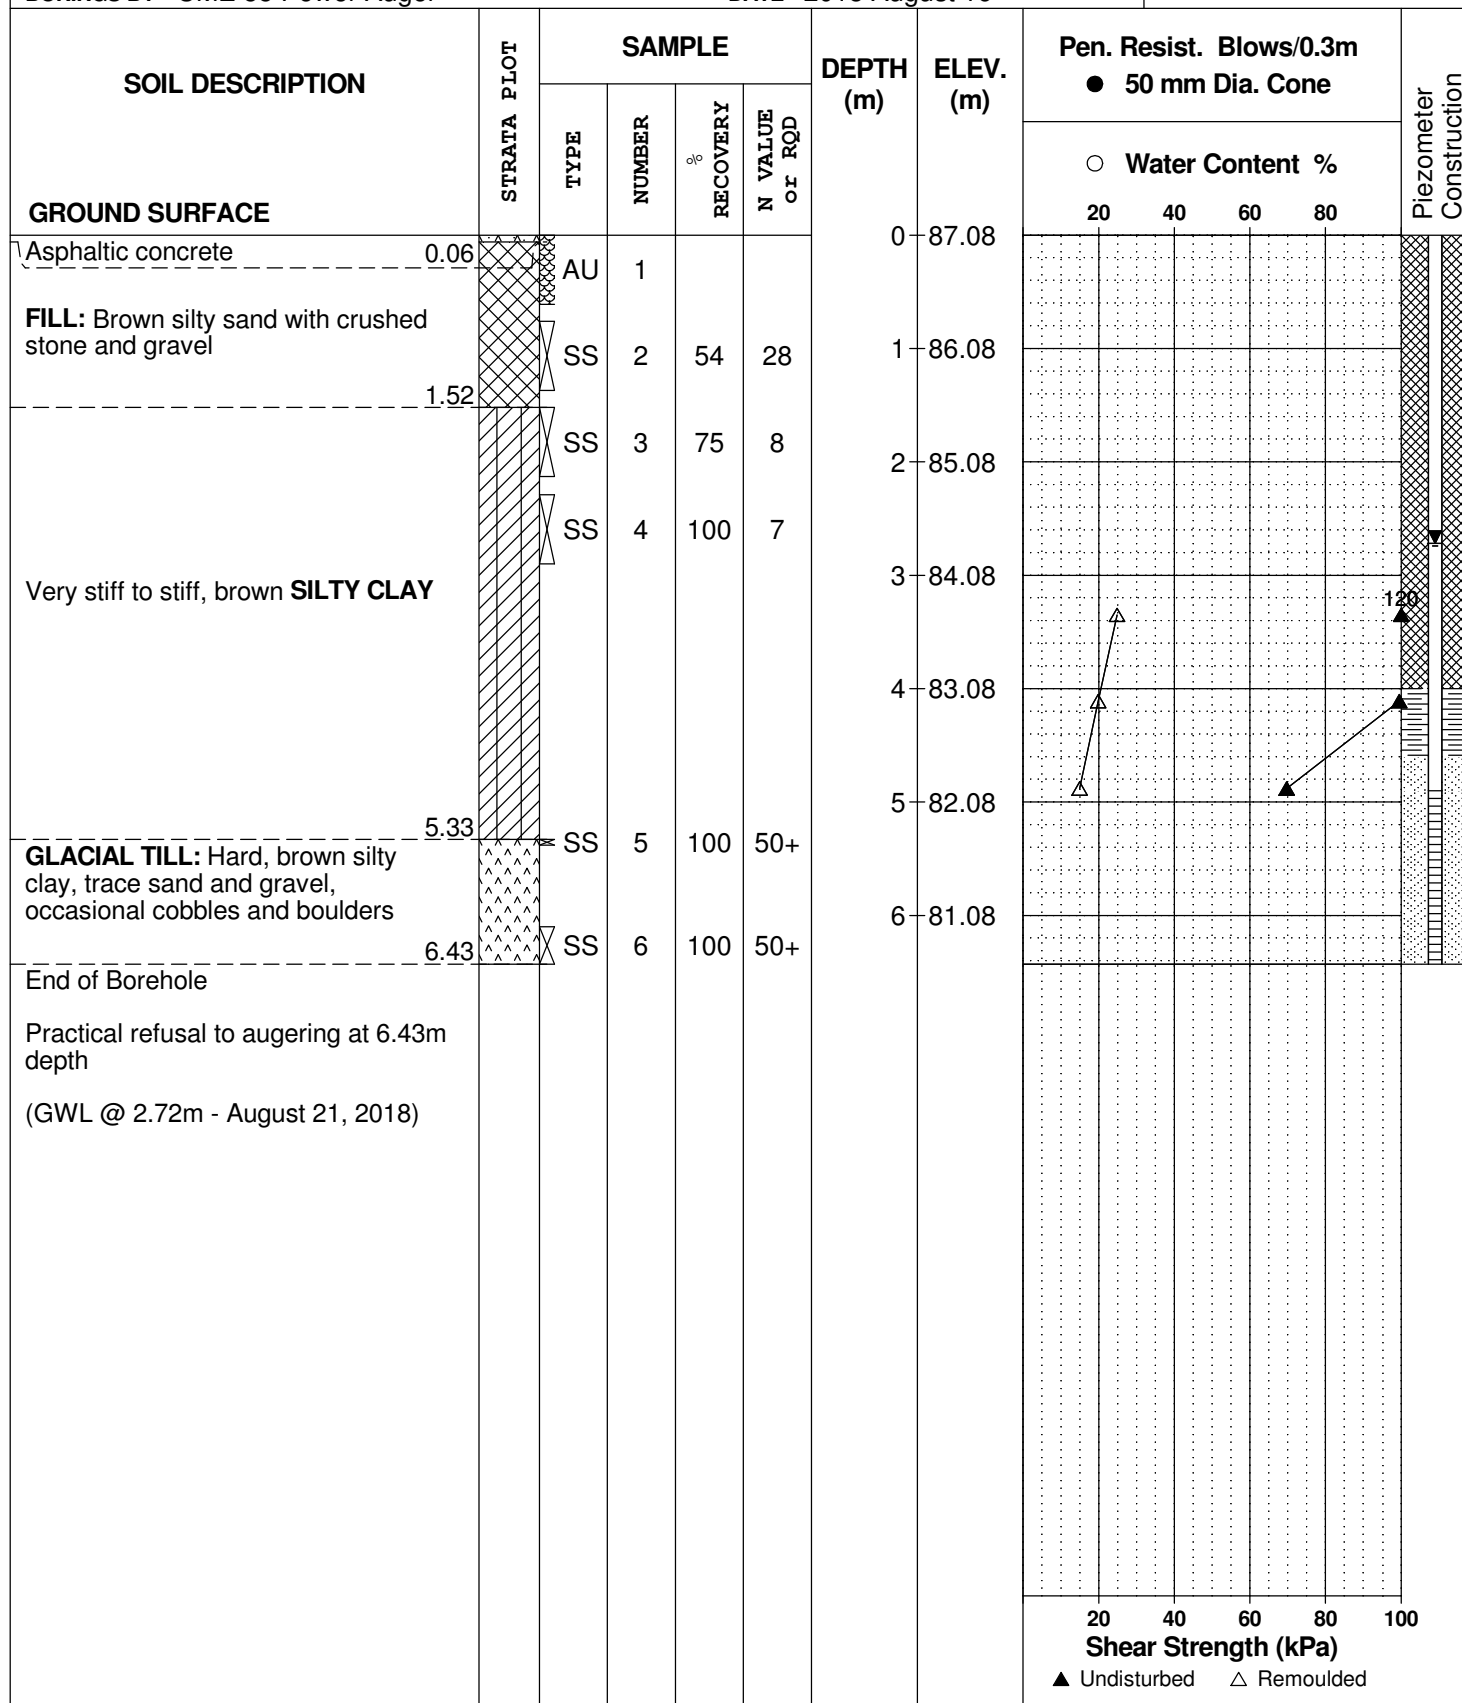 SOIL DESCRIPTION
GROUND SURFACE
STRATA PLOT
SAMPLE
TYPE
NUMBER
%
RECOVERY
N VALUE
or RQD
DEPTH
(m)
ELEV.
(m)
Pen. Resist. Blows/0.3m
● 50 mm Dia. Cone
○ Water Content %
20 40 60 80
Piezometer
Construction
Asphaltic concrete 0.06
FILL: Brown silty sand with crushed
stone and gravel
1.52
Very stiff to stiff, brown SILTY CLAY
5.33
GLACIAL TILL: Hard, brown silty
clay, trace sand and gravel,
occasional cobbles and boulders
6.43
End of Borehole
Practical refusal to augering at 6.43m
depth
(GWL @ 2.72m - August 21, 2018)
AU 1
SS 2 54 28
SS 3 75 8
SS 4 100 7
SS 5 100 50+
SS 6 100 50+
0 87.08
1 86.08
2 85.08
3 84.08
4 83.08
5 82.08
6 81.08
120
20 40 60 80 100
Shear Strength (kPa)
▲ Undisturbed △ Remoulded